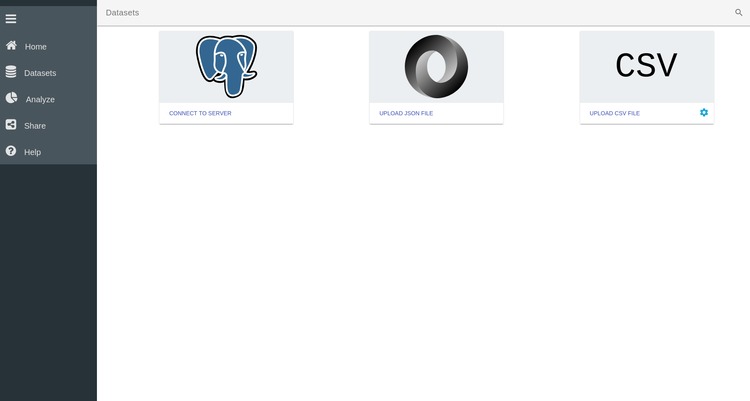 Datasets
Home
Datasets
Analyze
Share
Help
CSV
CONNECT TO SERVER
UPLOAD JSON FILE
UPLOAD CSV FILE